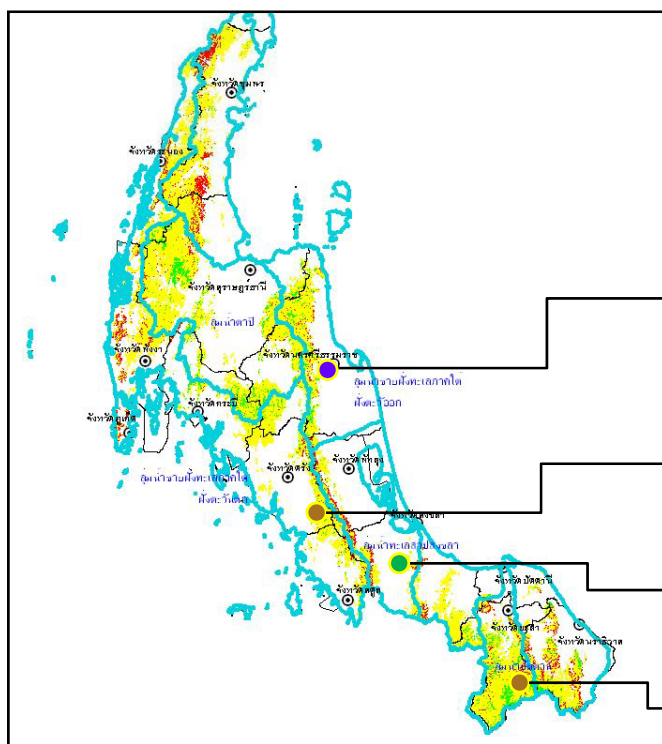 จังหวัดชุมพร
จังหวัดระนอง
จังหวัดสุราษฎร์ธานี
ลุ่มน้ำตาปี
จังหวัดพังงา
จังหวัดนครศรีธรรมราช
ลุ่มน้ำชายฝั่งทะเลภาคใต้
ฝั่งตะวันออก
จังหวัดกระบี่
จังหวัดภูเก็ต
จังหวัดตรัง
จังหวัดพัทลุง
ลุ่มน้ำชายฝั่งทะเลภาคใต้
ฝั่งตะวันตก
จังหวัดสงขลา
ลุ่มน้ำทะเลสาบสงขลา
จังหวัดปัตตานี
จังหวัดสตูล
จังหวัดยะลา
จังหวัดนราธิวาส